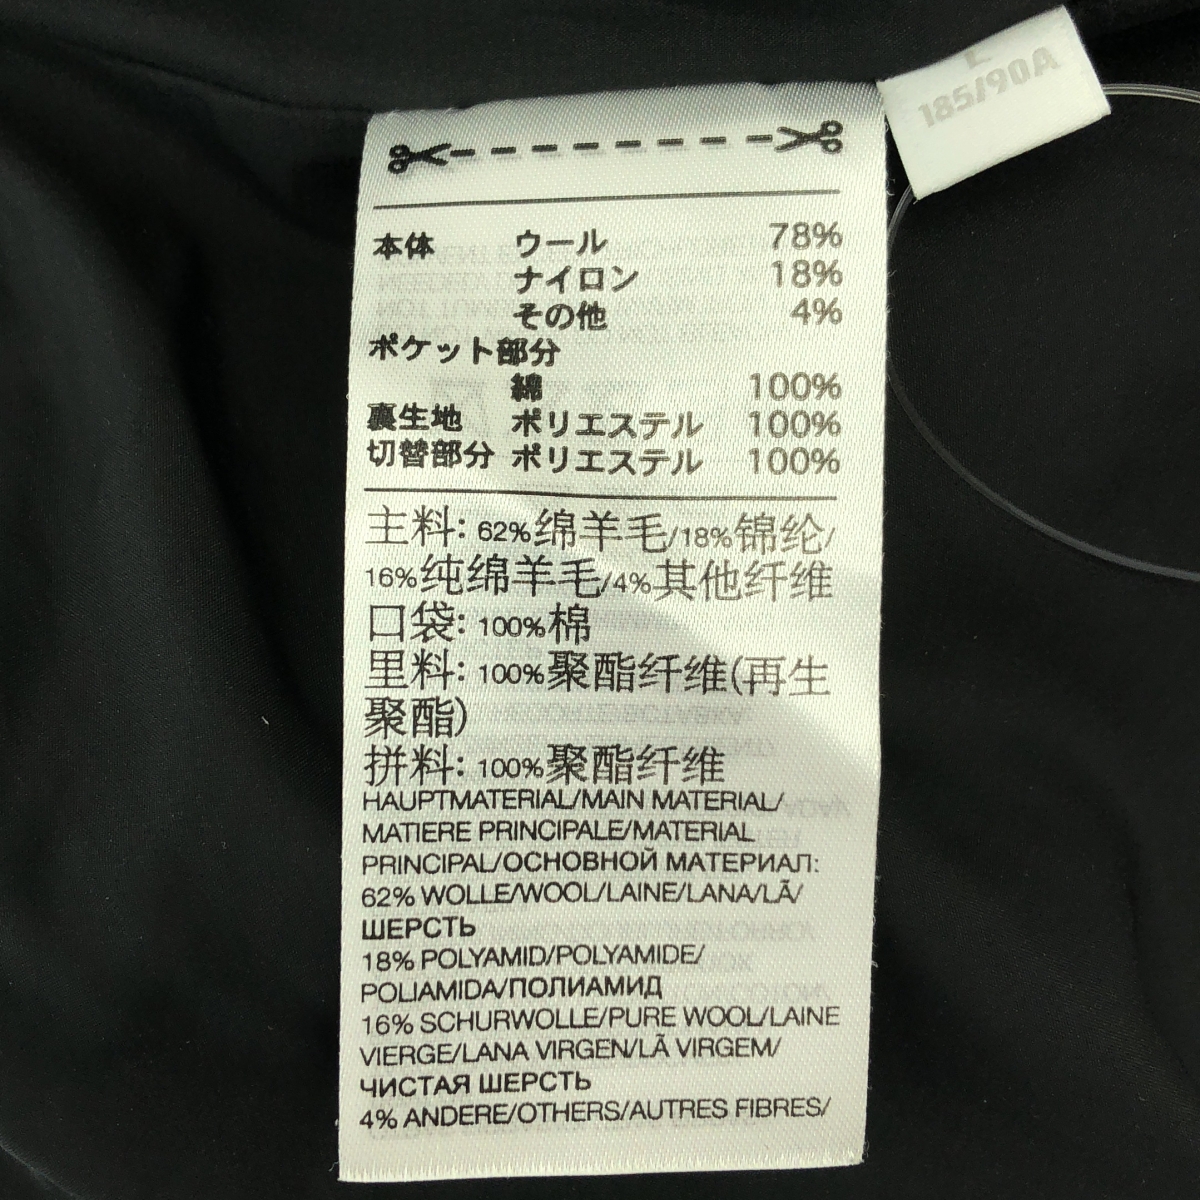 L
185/90A
本体 ウール 78%
ナイロン 18%
その他 4%
ポケット部分
綿 100%
裏生地 ポリエステル 100%
切替部分 ポリエステル 100%
主料: 62%绵羊毛/18%锦纶/
16%纯绵羊毛/4%其他纤维
口袋: 100%棉
里料: 100%聚酯纤维(再生
聚酯)
拼料: 100%聚酯纤维
HAUPTMATERIAL/MAIN MATERIAL/
MATIERE PRINCIPALE/MATERIAL
PRINCIPAL/ОСНОВНОЙ МАТЕРИАЛ:
62% WOLLE/WOOL/LAINE/LANA/LÃ/
ШЕРСТЬ
18% POLYAMID/POLYAMIDE/
POLIAMIDA/ПОЛИАМИД
16% SCHURWOLLE/PURE WOOL/LAINE
VIERGE/LANA VIRGEN/LÃ VIRGEM/
ЧИСТАЯ ШЕРСТЬ
4% ANDERE/OTHERS/AUTRES FIBRES/